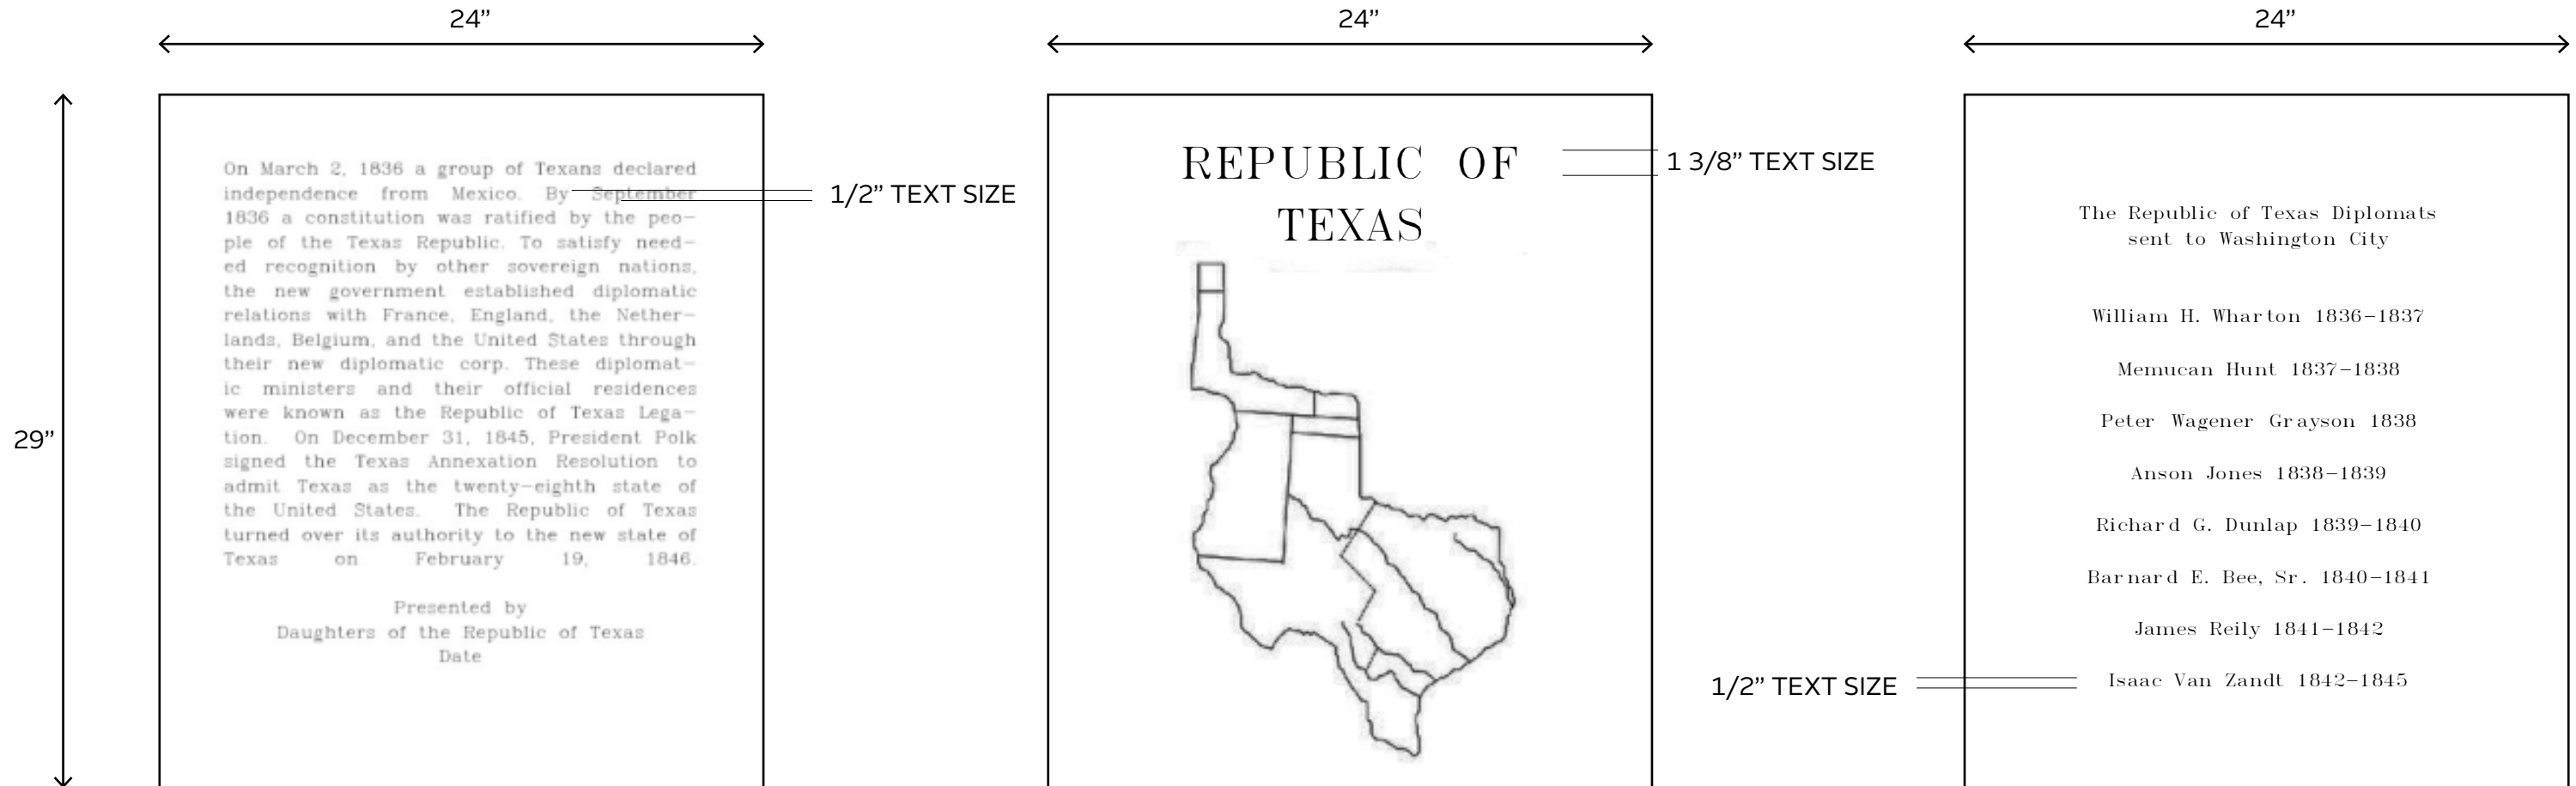 24”
24”
24”
29”
On March 2, 1836 a group of Texans declared
independence from Mexico. By September
1836 a constitution was ratified by the peo-
ple of the Texas Republic. To satisfy need-
ed recognition by other sovereign nations,
the new government established diplomatic
relations with France, England, the Nether-
lands, Belgium, and the United States through
their new diplomatic corp. These diplomat-
ic ministers and their official residences
were known as the Republic of Texas Lega-
tion. On December 31, 1845, President Polk
signed the Texas Annexation Resolution to
admit Texas as the twenty-eighth state of
the United States. The Republic of Texas
turned over its authority to the new state of
Texas on February 19, 1846.
Presented by
Daughters of the Republic of Texas
Date
1/2” TEXT SIZE
REPUBLIC OF
TEXAS
1 3/8” TEXT SIZE
The Republic of Texas Diplomats
sent to Washington City
William H. Wharton 1836-1837
Memucan Hunt 1837-1838
Peter Wagener Grayson 1838
Anson Jones 1838-1839
Richard G. Dunlap 1839-1840
Barnard E. Bee, Sr. 1840-1841
James Reily 1841-1842
Isaac Van Zandt 1842-1845
1/2” TEXT SIZE